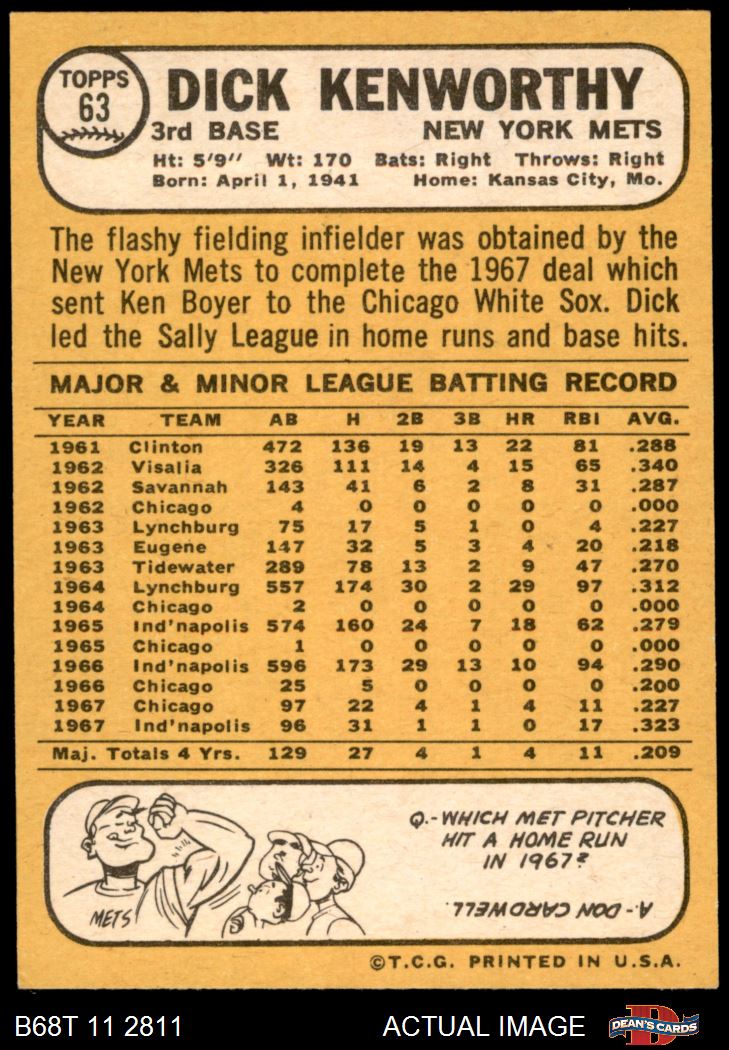 TOPPS
63
DICK KENWORTHY
3rd BASE NEW YORK METS
Ht: 5'9" Wt: 170 Bats: Right Throws: Right
Born: April 1, 1941 Home: Kansas City, Mo.
The flashy fielding infielder was obtained by the
New York Mets to complete the 1967 deal which
sent Ken Boyer to the Chicago White Sox. Dick
led the Sally League in home runs and base hits.
MAJOR & MINOR LEAGUE BATTING RECORD
YEAR TEAM AB H 2B 3B HR RBI AVG.
1961 Clinton 472 136 19 13 22 81 .288
1962 Visalia 326 111 14 4 15 65 .340
1962 Savannah 143 41 6 2 8 31 .287
1962 Chicago 4 0 0 0 0 0 .000
1963 Lynchburg 75 17 5 1 0 4 .227
1963 Eugene 147 32 5 3 4 20 .218
1963 Tidewater 289 78 13 2 9 47 .270
1964 Lynchburg 557 174 30 2 29 97 .312
1964 Chicago 2 0 0 0 0 0 .000
1965 Ind'napolis 574 160 24 7 18 62 .279
1965 Chicago 1 0 0 0 0 0 .000
1966 Ind'napolis 596 173 29 13 10 94 .290
1966 Chicago 25 5 0 0 0 0 .200
1967 Chicago 97 22 4 1 4 11 .227
1967 Ind'napolis 96 31 1 1 0 17 .323
Maj. Totals 4 Yrs. 129 27 4 1 4 11 .209
Q.-WHICH MET PITCHER
HIT A HOME RUN
IN 1967?
A-DON CARDWELL
METS
©T.C.G. PRINTED IN U.S.A.
B68T 11 2811 ACTUAL IMAGE
D
DEAN'S CARDS